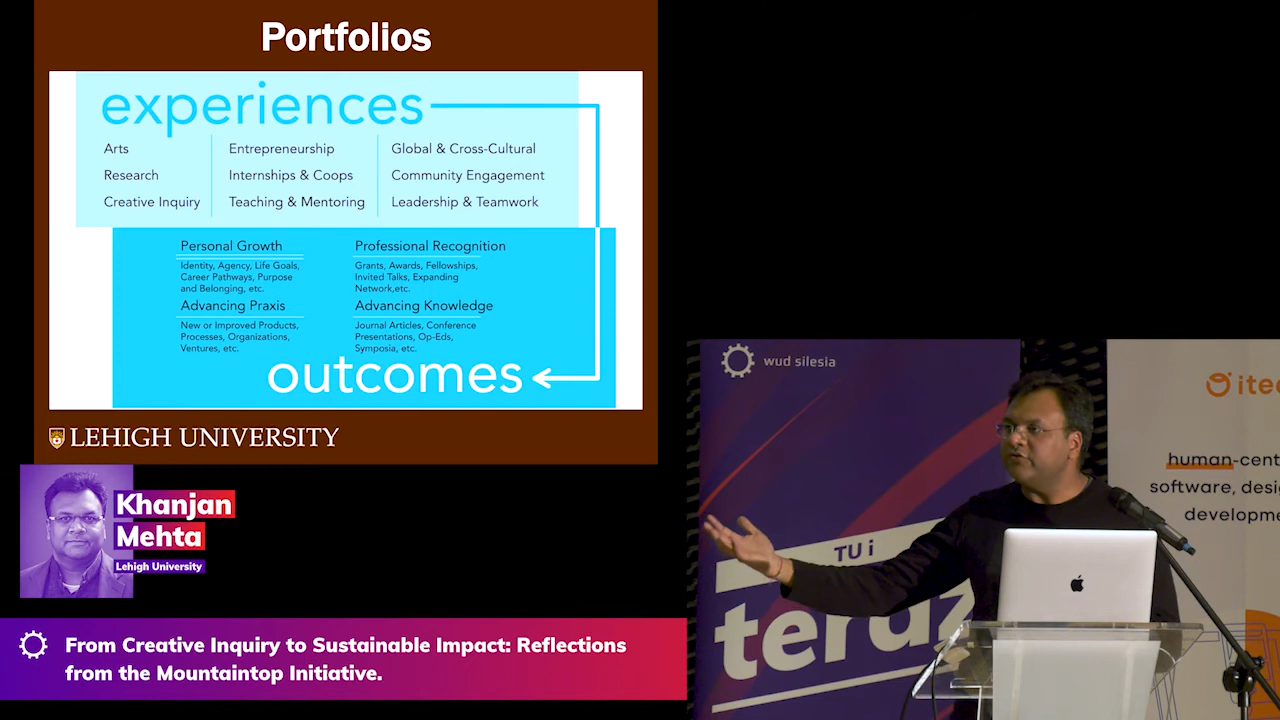 Portfolios
experiences
Arts
Research
Creative Inquiry
Entrepreneurship
Internships & Coops
Teaching & Mentoring
Global & Cross-Cultural
Community Engagement
Leadership & Teamwork
Personal Growth
Identity, Agency, Life Goals,
Career Pathways, Purpose
and Belonging, etc.
Professional Recognition
Grants, Awards, Fellowships,
Invited Talks, Expanding
Network,etc.
Advancing Praxis
New or Improved Products,
Processes, Organizations,
Ventures, etc.
Advancing Knowledge
Journal Articles, Conference
Presentations, Op-Eds,
Symposia, etc.
outcomes
LEHIGH UNIVERSITY
Khanjan
Mehta
Lehigh University
From Creative Inquiry to Sustainable Impact: Reflections
from the Mountaintop Initiative.
wud silesia
TU i
teraz
human-cent
software, desi
developme